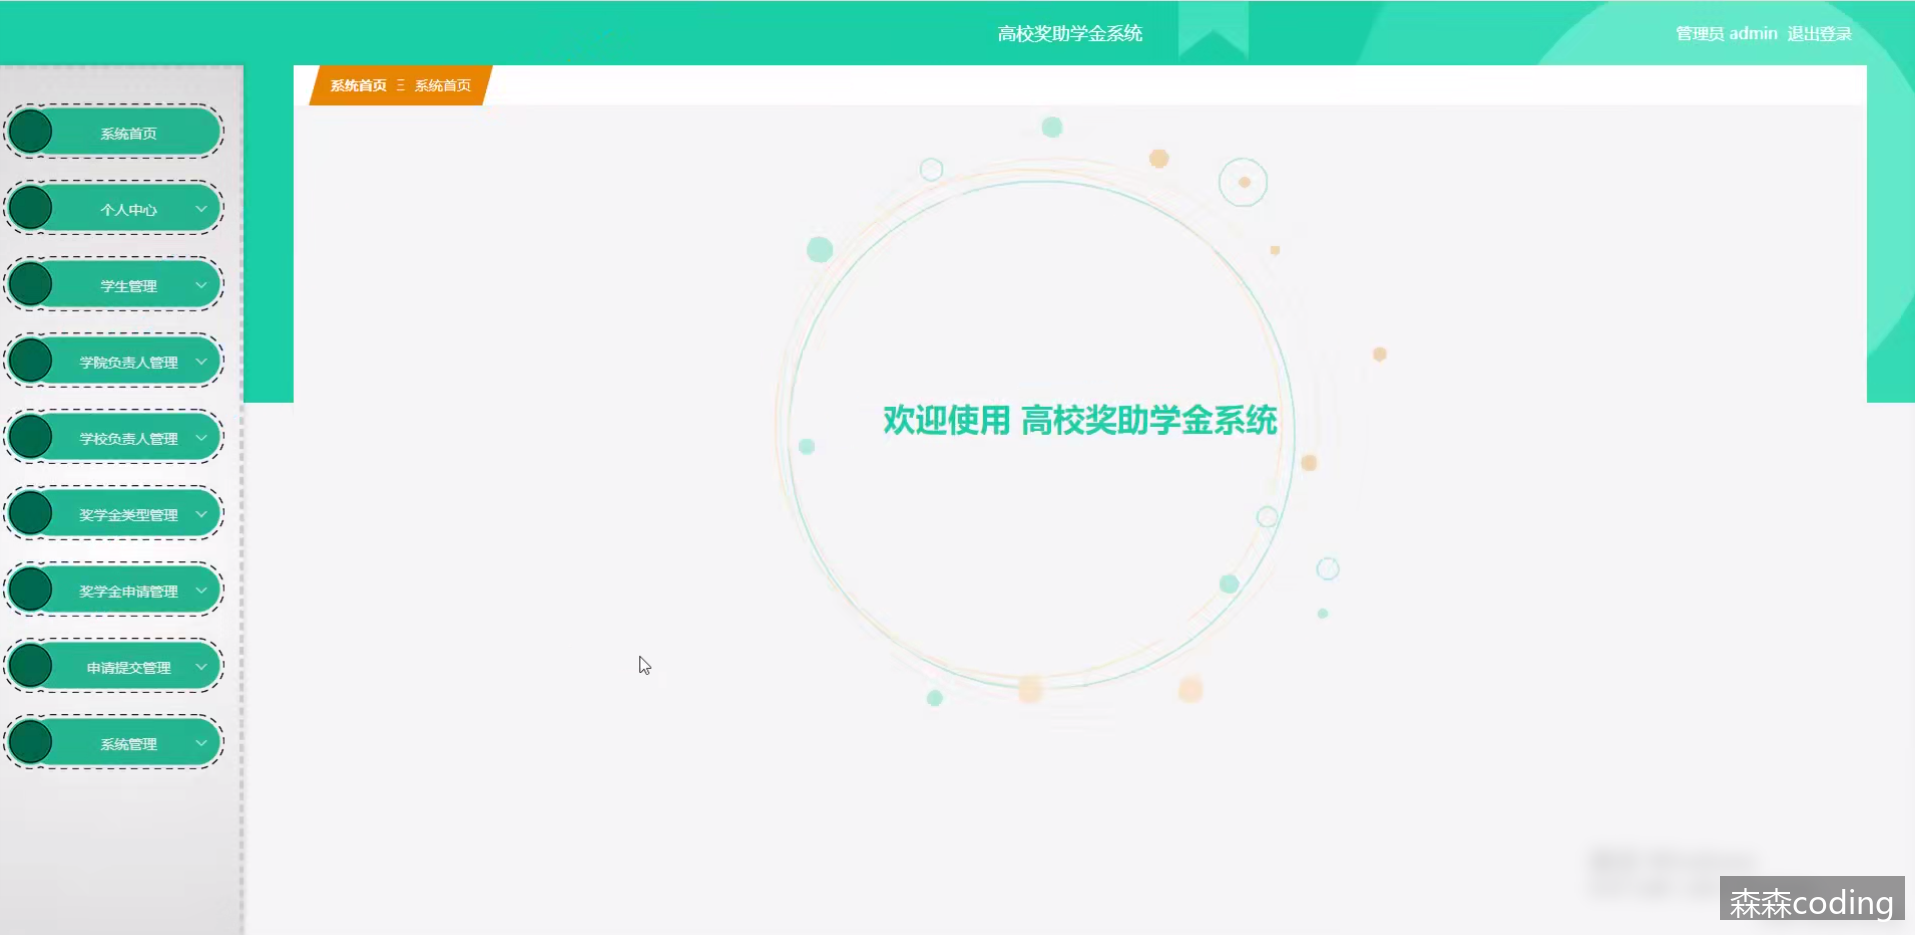 高校奖助学金系统
管理员 admin 退出登录
系统首页 Ξ 系统首页
系统首页
个人中心
学生管理
学院负责人管理
学校负责人管理
奖学金类型管理
奖学金申请管理
申请提交管理
系统管理
欢迎使用 高校奖助学金系统
森森coding